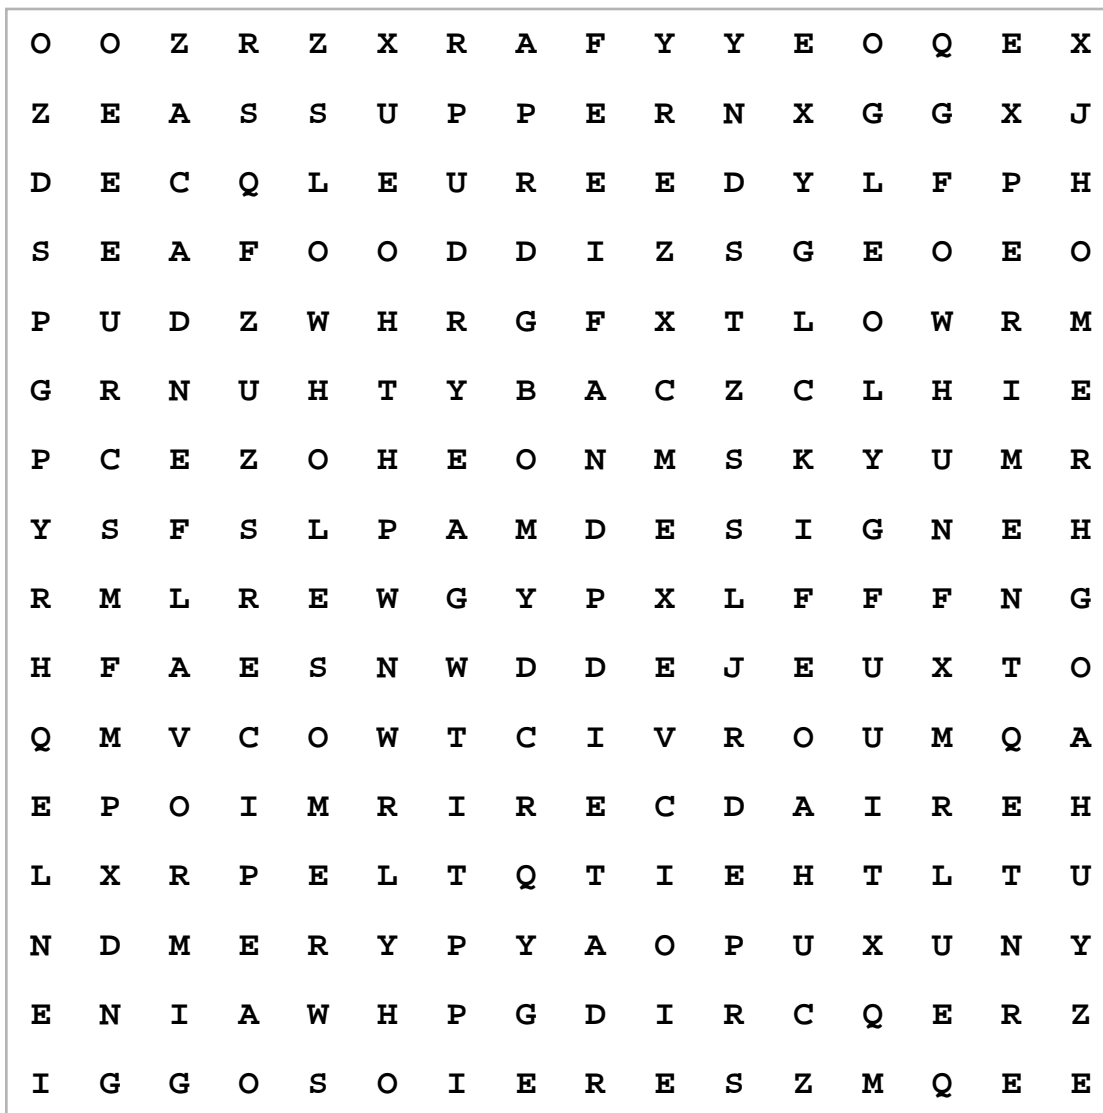 O O Z R Z X R A F Y Y E O Q E X
Z E A S S U P P E R N X G G X J
D E C Q L E U R E E D Y L F P H
S E A F O O D D I Z S G E O E O
P U D Z W H R G F X T L O W R M
G R N U H T Y B A C Z C L H I E
P C E Z O H E O N M S K Y U M R
Y S F S L P A M D E S I G N E H
R M L R E W G Y P X L F F F N G
H F A E S N W D D E J E U X T O
Q M V C O W T C I V R O U M Q A
E P O I M R I R E C D A I R E H
L X R P E L T Q T I E H T L T U
N D M E R Y P Y A O P U X U N Y
E N I A W H P G D I R C Q E R Z
I G G O S O I E R E S Z M Q E E